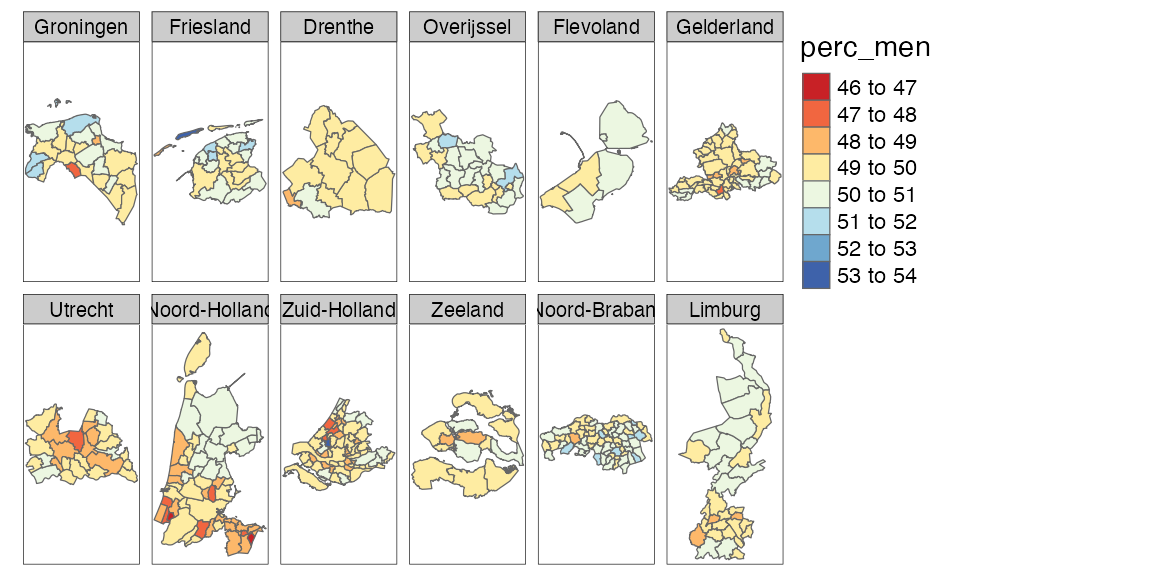 Groningen
Friesland
Drenthe
Overijssel
Flevoland
Gelderland
perc_men
46 to 47
47 to 48
48 to 49
49 to 50
50 to 51
51 to 52
52 to 53
53 to 54
Utrecht
Noord-Holland
Zuid-Holland
Zeeland
Noord-Braban
Limburg